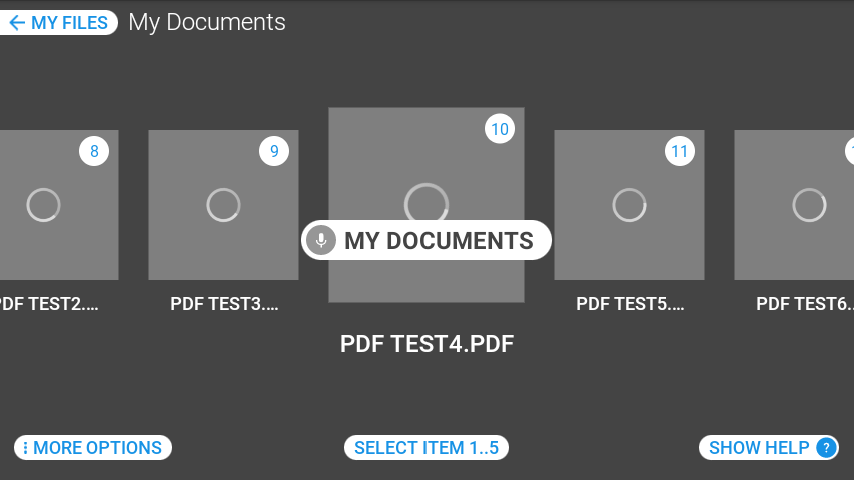 MY FILES My Documents
8 9 10 11
MY DOCUMENTS
PDF TEST2.... PDF TEST3.... PDF TEST5.... PDF TEST6..
PDF TEST4.PDF
MORE OPTIONS SELECT ITEM 1..5 SHOW HELP ?